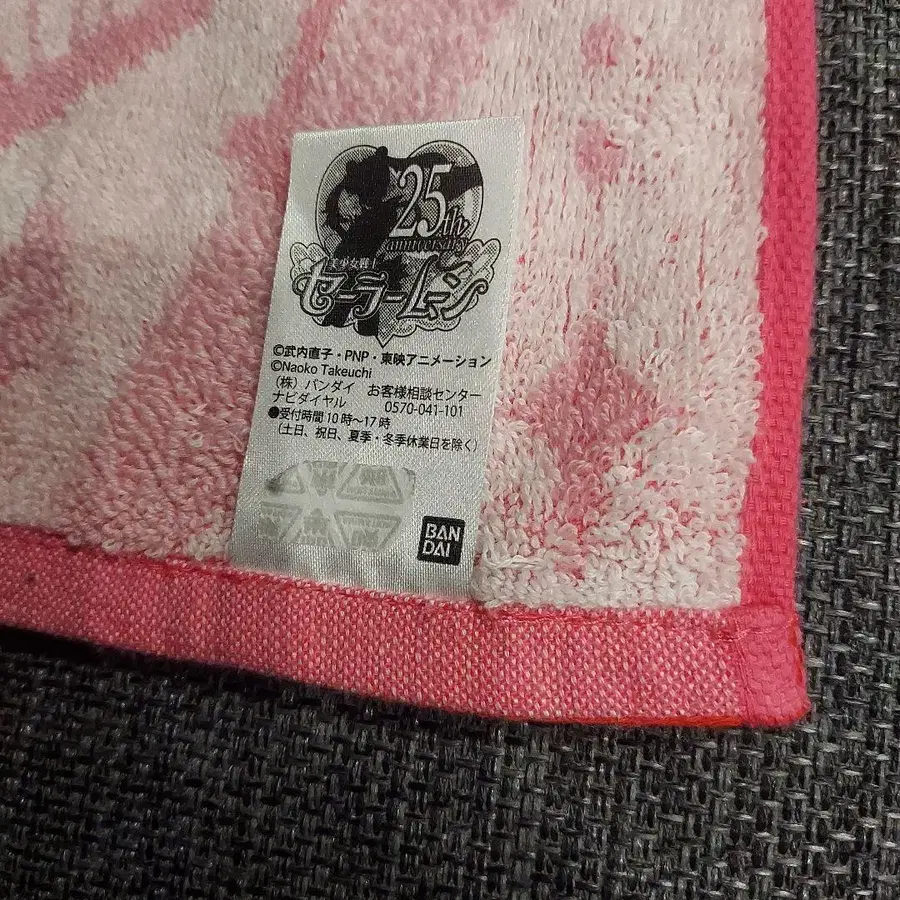 25th
anniversary
美少女戦士
セーラームーン
©武内直子・PNP・東映アニメーション
©Naoko Takeuchi
(株) バンダイ お客様相談センター
ナビダイヤル 0570-041-101
●受付時間 10時〜17時
(土日、祝日、夏季・冬季休業日を除く)
BAN
DAI